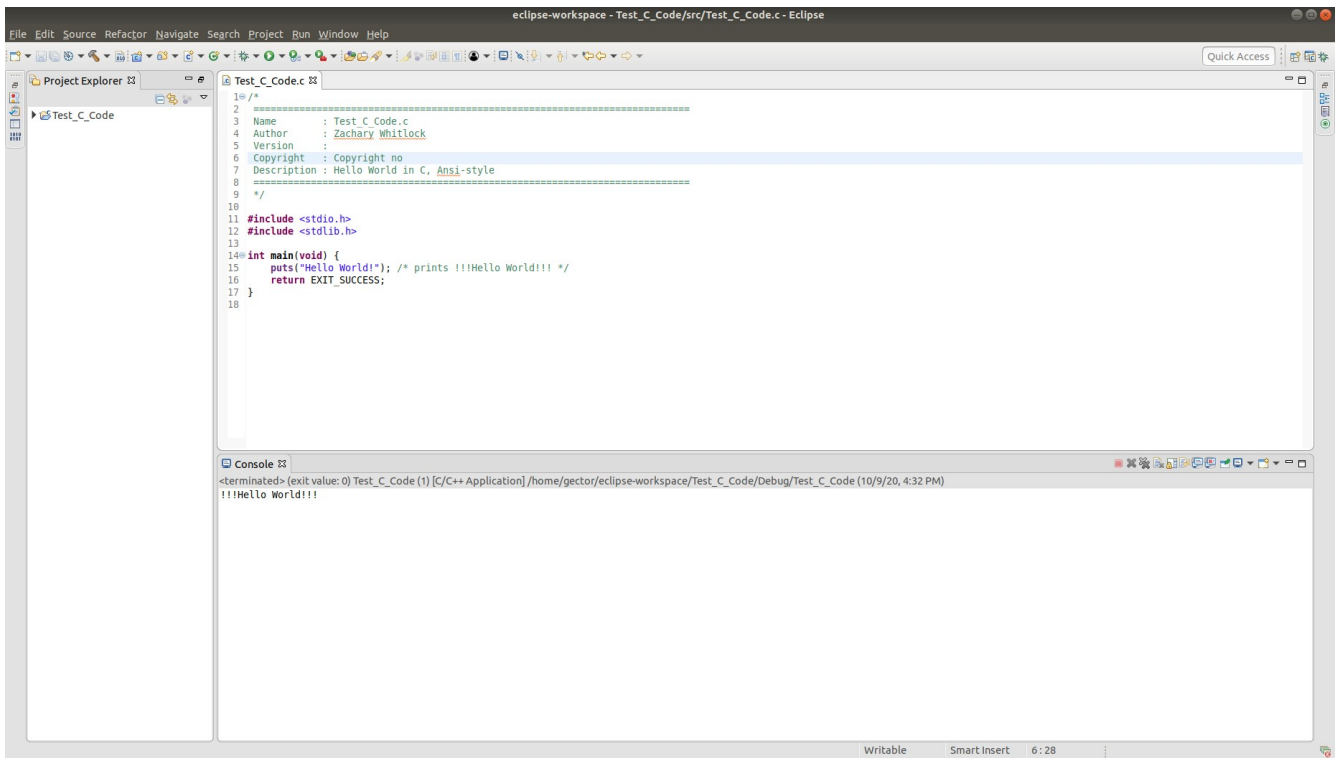 eclipse-workspace - Test_C_Code/src/Test_C_Code.c - Eclipse
File Edit Source Refactor Navigate Search Project Run Window Help
Quick Access
Project Explorer
Test_C_Code
Test_C_Code.c
1 /*
2 ============================================================================
3 Name        : Test_C_Code.c
4 Author      : Zachary Whitlock
5 Version     :
6 Copyright   : Copyright no
7 Description : Hello World in C, Ansi-style
8 ============================================================================
9 */
10
11 #include <stdio.h>
12 #include <stdlib.h>
13
14 int main(void) {
15     puts("Hello World!"); /* prints !!!Hello World!!! */
16     return EXIT_SUCCESS;
17 }
18
Console
<terminated> (exit value: 0) Test_C_Code (1) [C/C++ Application] /home/gector/eclipse-workspace/Test_C_Code/Debug/Test_C_Code (10/9/20, 4:32 PM)
!!!Hello World!!!
Writable Smart Insert 6 : 28